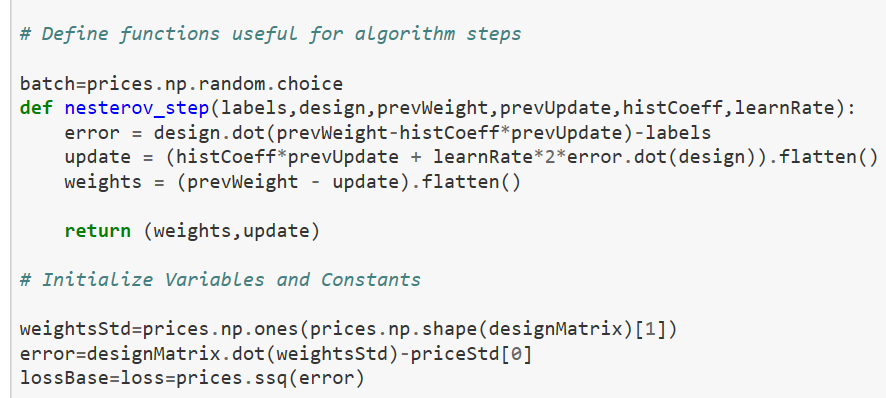 # Define functions useful for algorithm steps
batch=prices.np.random.choice
def nesterov_step(labels,design,prevWeight,prevUpdate,histCoeff,learnRate):
    error = design.dot(prevWeight-histCoeff*prevUpdate)-labels
    update = (histCoeff*prevUpdate + learnRate*2*error.dot(design)).flatten()
    weights = (prevWeight - update).flatten()
    return (weights,update)
# Initialize Variables and Constants
weightsStd=prices.np.ones(prices.np.shape(designMatrix)[1])
error=designMatrix.dot(weightsStd)-priceStd[0]
lossBase=loss=prices.ssq(error)